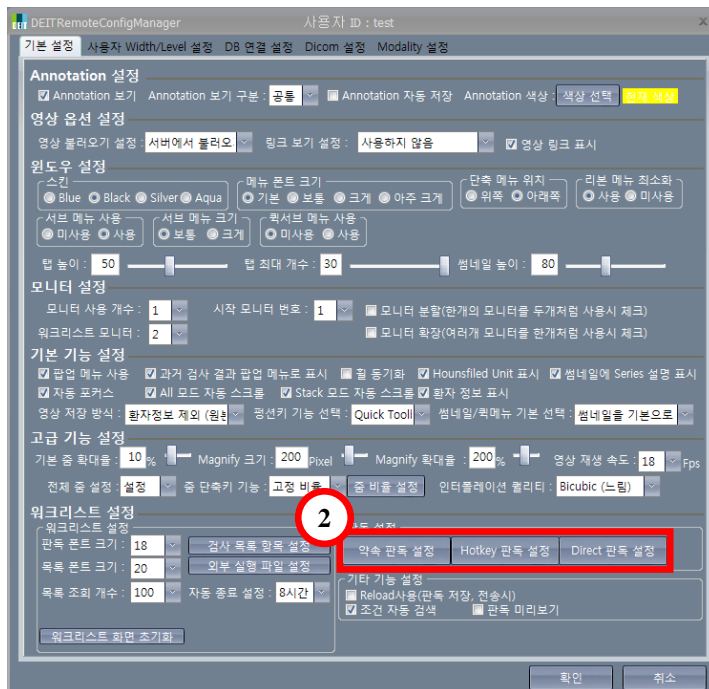 DEITRemoteConfigManager 사용자 ID : test x
기본 설정 사용자 Width/Level 설정 DB 연결 설정 Dicom 설정 Modality 설정
Annotation 설정
Annotation 보기 Annotation 보기 구분 : 공통 Annotation 자동 저장 Annotation 색상 : 색상 선택 현재 색상
영상 옵션 설정
영상 불러오기 설정 : 서버에서 불러오 링크 보기 설정 : 사용하지 않음 영상 링크 표시
윈도우 설정
스킨 메뉴 폰트 크기 단축 메뉴 위치 리본 메뉴 최소화
Blue Black Silver Aqua 기본 보통 크게 아주 크게 위쪽 아래쪽 사용 미사용
서브 메뉴 사용 서브 메뉴 크기 퀵서브 메뉴 사용
미사용 사용 보통 크게 미사용 사용
탭 높이 : 50 탭 최대 개수 : 30 썸네일 높이 : 80
모니터 설정
모니터 사용 개수 : 1 시작 모니터 번호 : 1 모니터 분할(한개의 모니터를 두개처럼 사용시 체크)
워크리스트 모니터 : 2 모니터 확장(여러개 모니터를 한개처럼 사용시 체크)
기본 기능 설정
팝업 메뉴 사용 과거 검사 결과 팝업 메뉴로 표시 휠 동기화 Hounsfiled Unit 표시 썸네일에 Series 설명 표시
자동 포커스 All 모드 자동 스크롤 Stack 모드 자동 스크롤 환자 정보 표시
영상 저장 방식 : 환자정보 제외 (원본 펑션키 기능 선택 : Quick Tooll 썸네일/퀵메뉴 기본 선택 : 썸네일을 기본으로
고급 기능 설정
기본 줌 확대율 : 10 % Magnify 크기 : 200 Pixel Magnify 확대율 : 200 % 영상 재생 속도 : 18 Fps
전체 줌 설정 : 설정 줌 단축키 기능 : 고정 비율 줌 비율 설정 인터폴레이션 퀄리티 : Bicubic (느림)
워크리스트 설정
워크리스트 설정 2 설정
판독 폰트 크기 : 18 검사 목록 항목 설정 약속 판독 설정 Hotkey 판독 설정 Direct 판독 설정
목록 폰트 크기 : 20 외부 실행 파일 설정
기타 기능 설정
목록 조회 개수 : 100 자동 종료 설정 : 8시간 Reload사용(판독 저장, 전송시)
조건 자동 검색 판독 미리보기
워크리스트 화면 초기화
확인 취소